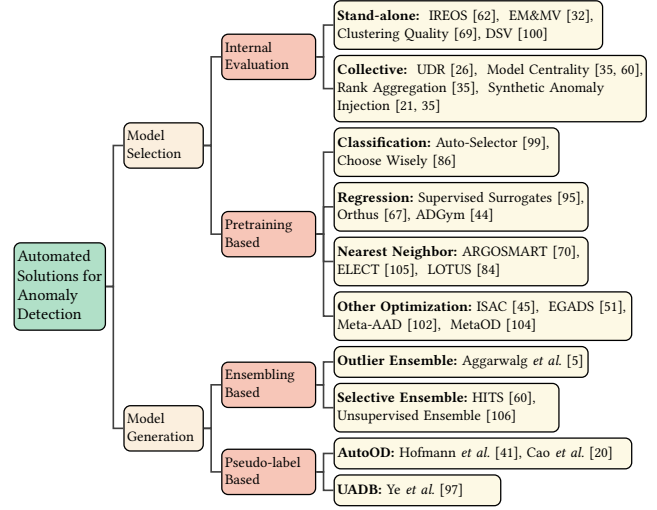 Automated
Solutions for
Anomaly
Detection
Model
Selection
Internal
Evaluation
Stand-alone: IREOS [62], EM&MV [32],
Clustering Quality [69], DSV [100]
Collective: UDR [26], Model Centrality [35, 60],
Rank Aggregation [35], Synthetic Anomaly
Injection [21, 35]
Pretraining
Based
Classification: Auto-Selector [99],
Choose Wisely [86]
Regression: Supervised Surrogates [95],
Orthus [67], ADGym [44]
Nearest Neighbor: ARGOSMART [70],
ELECT [105], LOTUS [84]
Other Optimization: ISAC [45], EGADS [51],
Meta-AAD [102], MetaOD [104]
Model
Generation
Ensembling
Based
Outlier Ensemble: Aggarwalg et al. [5]
Selective Ensemble: HITS [60],
Unsupervised Ensemble [106]
Pseudo-label
Based
AutoOD: Hofmann et al. [41], Cao et al. [20]
UADB: Ye et al. [97]